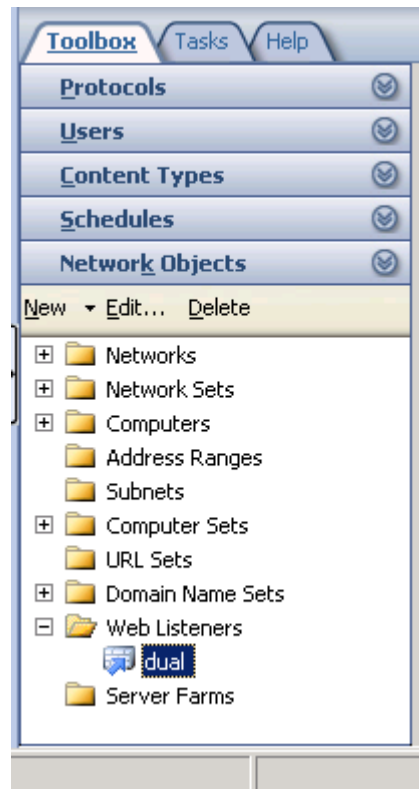 Toolbox Tasks Help
Protocols
Users
Content Types
Schedules
Network Objects
New Edit... Delete
Networks
Network Sets
Computers
Address Ranges
Subnets
Computer Sets
URL Sets
Domain Name Sets
Web Listeners
dual
Server Farms